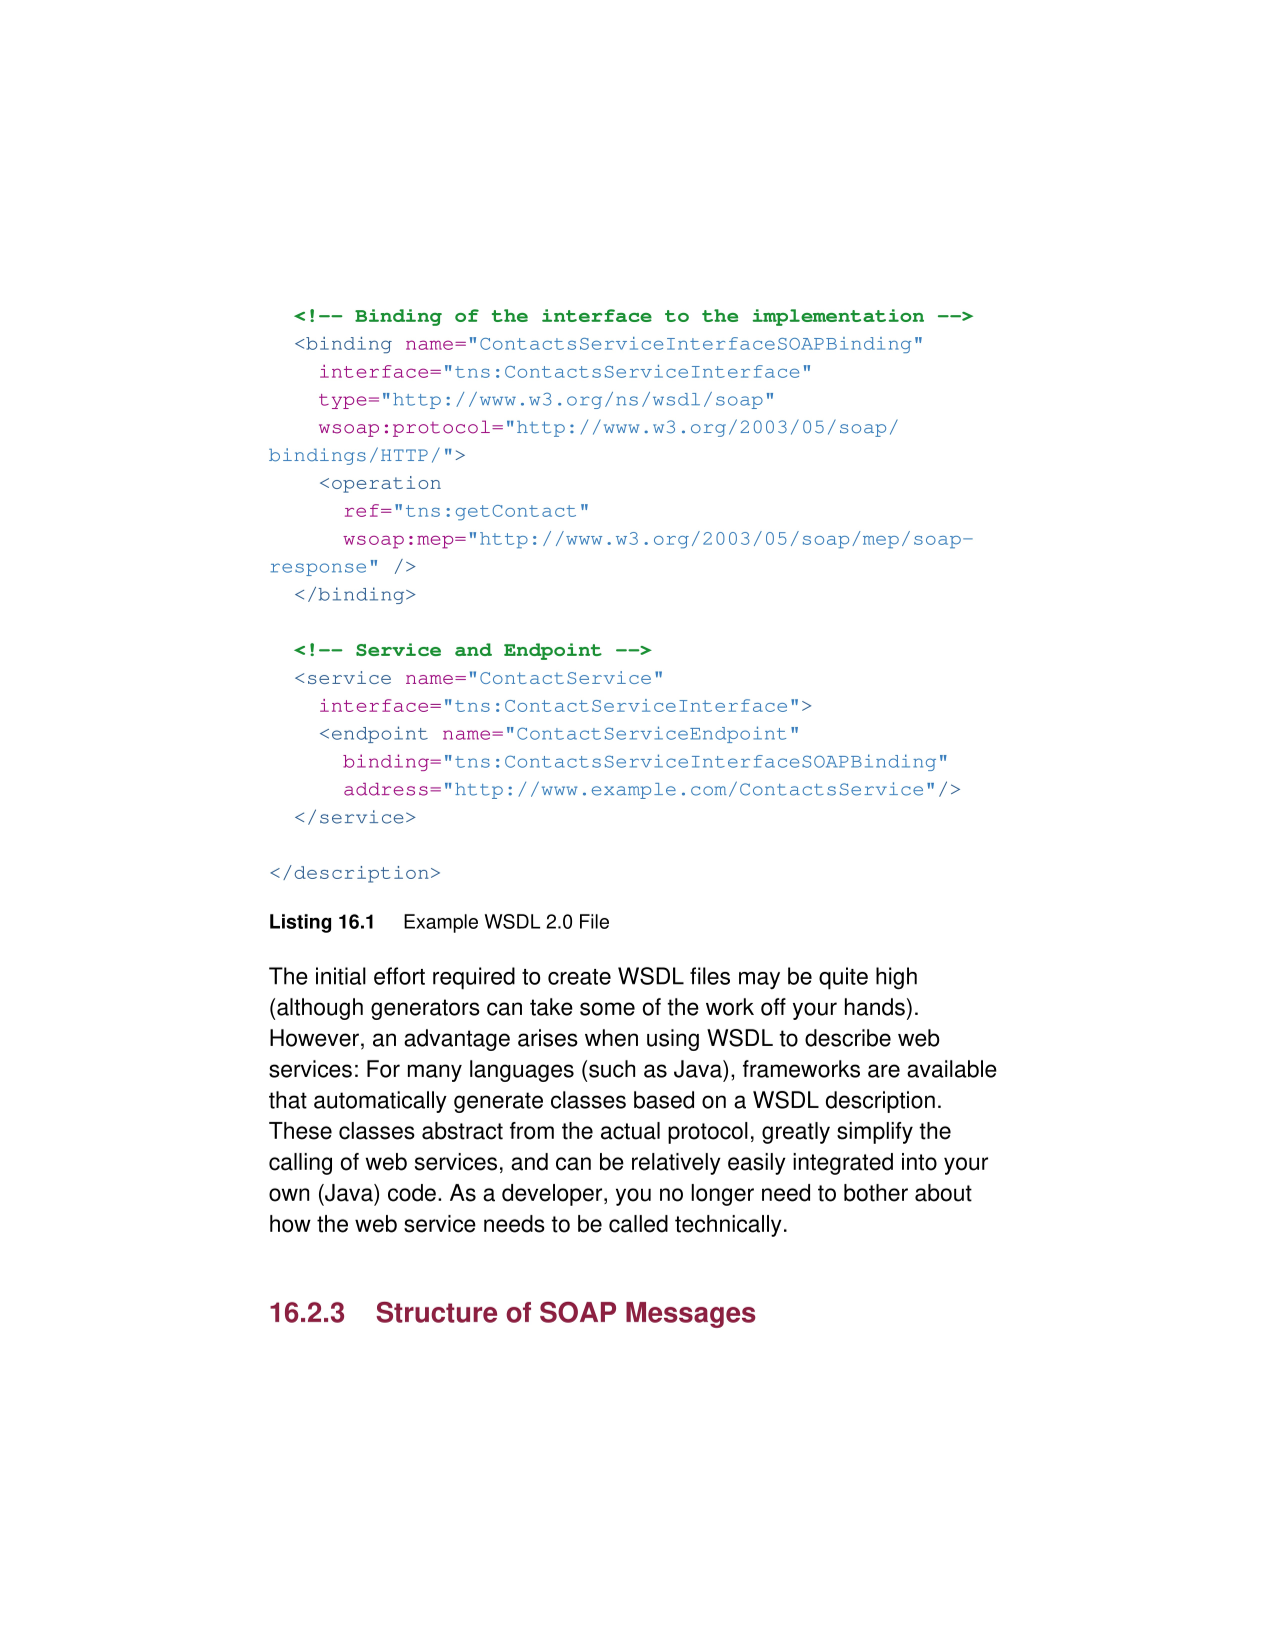 <!-- Binding of the interface to the implementation -->
<binding name="ContactsServiceInterfaceSOAPBinding"
interface="tns:ContactsServiceInterface"
type="http://www.w3.org/ns/wsdl/soap"
wsoap:protocol="http://www.w3.org/2003/05/soap/
bindings/HTTP/">
<operation
ref="tns:getContact"
wsoap:mep="http://www.w3.org/2003/05/soap/mep/soap-
response" />
</binding>
<!-- Service and Endpoint -->
<service name="ContactService"
interface="tns:ContactServiceInterface">
<endpoint name="ContactServiceEndpoint"
binding="tns:ContactsServiceInterfaceSOAPBinding"
address="http://www.example.com/ContactsService"/>
</service>
</description>
Listing 16.1 Example WSDL 2.0 File
The initial effort required to create WSDL files may be quite high
(although generators can take some of the work off your hands).
However, an advantage arises when using WSDL to describe web
services: For many languages (such as Java), frameworks are available
that automatically generate classes based on a WSDL description.
These classes abstract from the actual protocol, greatly simplify the
calling of web services, and can be relatively easily integrated into your
own (Java) code. As a developer, you no longer need to bother about
how the web service needs to be called technically.
16.2.3 Structure of SOAP Messages